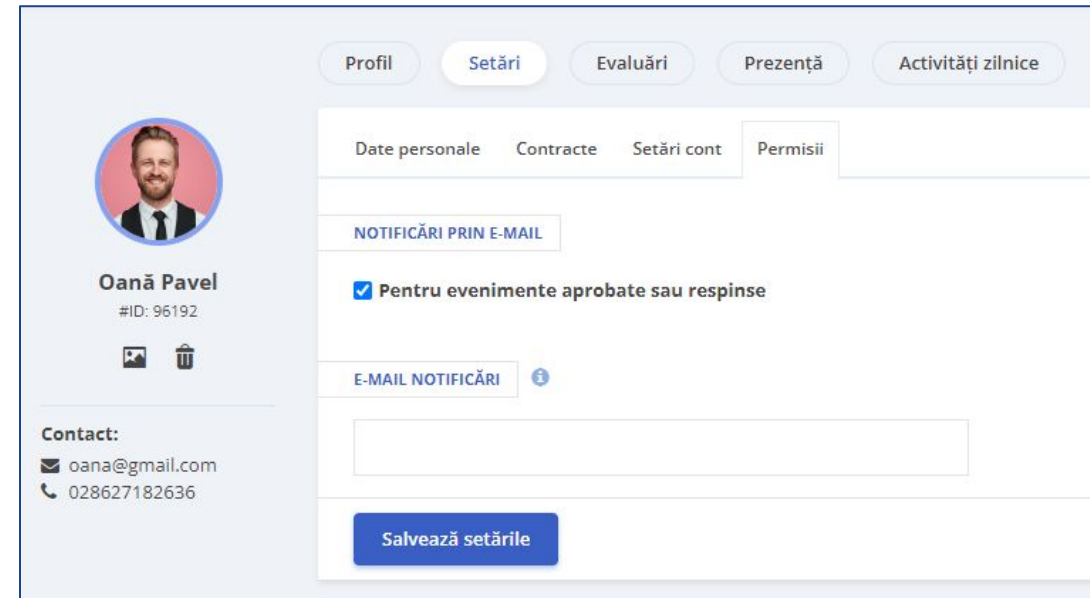 Profil
Setări
Evaluări
Prezență
Activități zilnice
Date personale
Contracte
Setări cont
Permisii
NOTIFICĂRI PRIN E-MAIL
Pentru evenimente aprobate sau respinse
E-MAIL NOTIFICĂRI
Salvează setările
Oană Pavel
#ID: 96192
Contact:
oana@gmail.com
028627182636